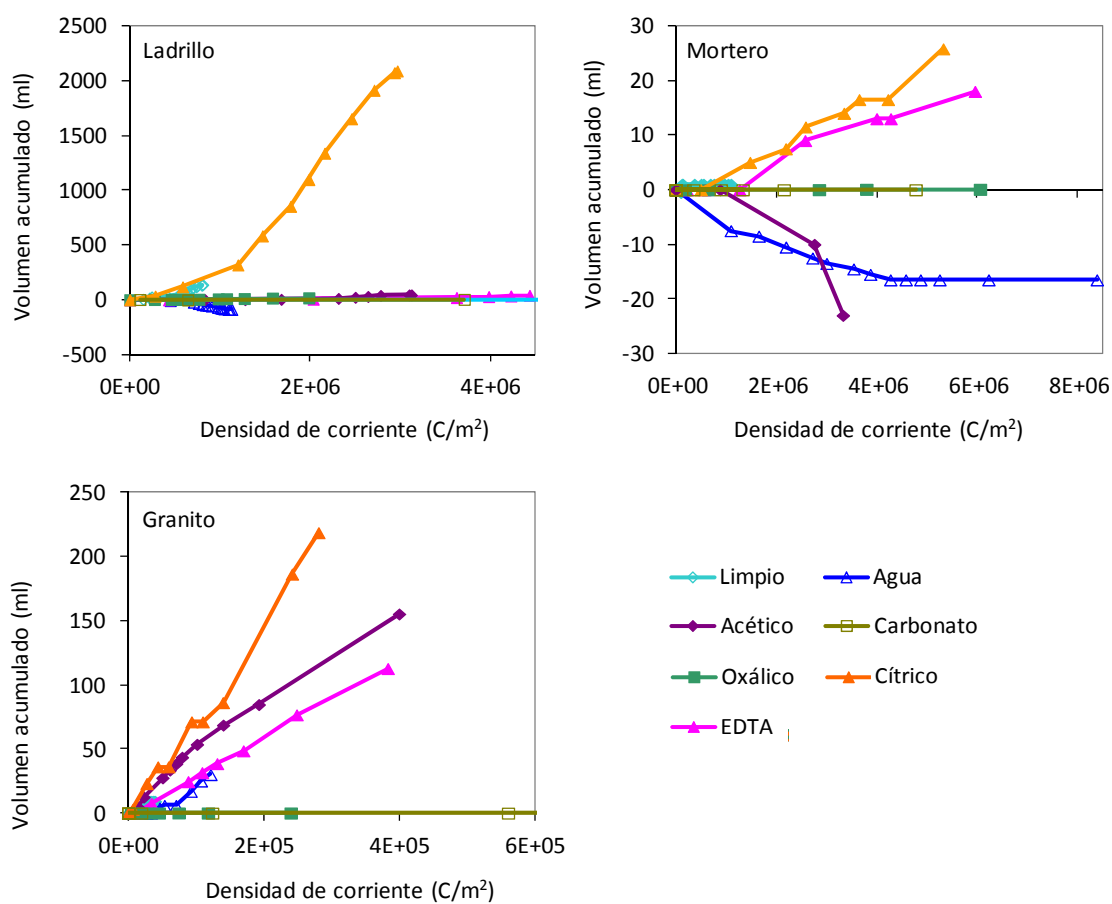 Ladrillo
Volumen acumulado (ml)
2500
2000
1500
1000
500
0
-500
0E+00 2E+06 4E+06
Densidad de corriente (C/m²)
Mortero
Volumen acumulado (ml)
30
20
10
0
-10
-20
-30
0E+00 2E+06 4E+06 6E+06 8E+06
Densidad de corriente (C/m²)
Granito
Volumen acumulado (ml)
250
200
150
100
50
0
0E+00 2E+05 4E+05 6E+05
Densidad de corriente (C/m²)
Limpio Agua
Acético Carbonato
Oxálico Cítrico
EDTA